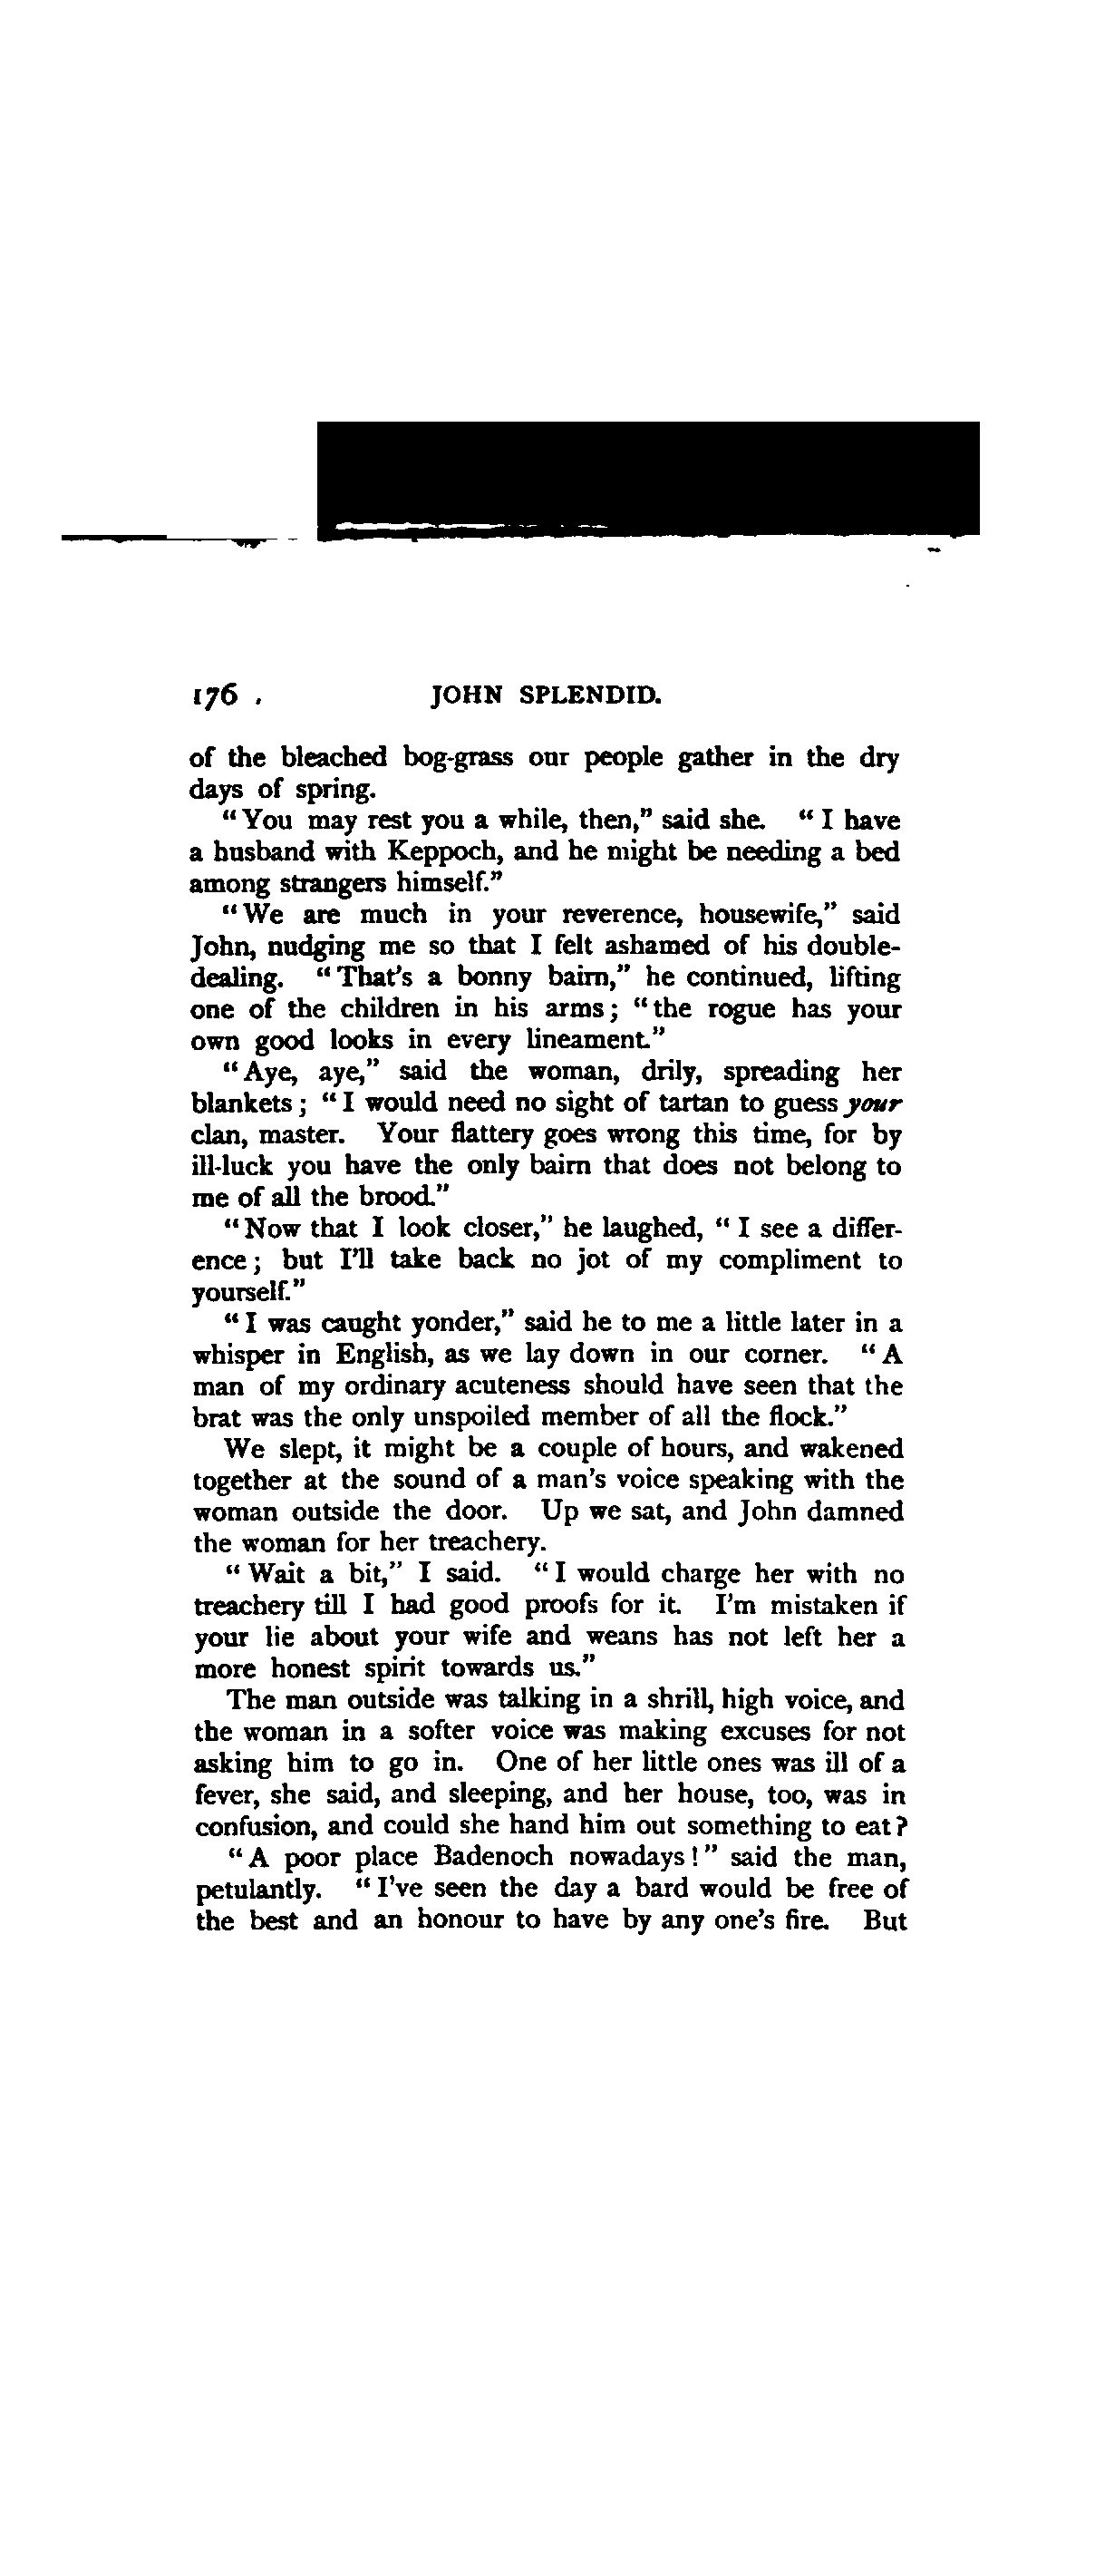 176 . JOHN SPLENDID.
of the bleached bog-grass our people gather in the dry
days of spring.
“You may rest you a while, then,” said she. “I have
a husband with Keppoch, and he might be needing a bed
among strangers himself.”
“We are much in your reverence, housewife,” said
John, nudging me so that I felt ashamed of his double-
dealing. “That’s a bonny bairn,” he continued, lifting
one of the children in his arms; “the rogue has your
own good looks in every lineament.”
“Aye, aye,” said the woman, drily, spreading her
blankets; “I would need no sight of tartan to guess your
clan, master. Your flattery goes wrong this time, for by
ill-luck you have the only bairn that does not belong to
me of all the brood.”
“Now that I look closer,” he laughed, “I see a differ-
ence; but I’ll take back no jot of my compliment to
yourself.”
“I was caught yonder,” said he to me a little later in a
whisper in English, as we lay down in our corner. “A
man of my ordinary acuteness should have seen that the
brat was the only unspoiled member of all the flock.”
We slept, it might be a couple of hours, and wakened
together at the sound of a man’s voice speaking with the
woman outside the door. Up we sat, and John damned
the woman for her treachery.
“Wait a bit,” I said. “I would charge her with no
treachery till I had good proofs for it. I’m mistaken if
your lie about your wife and weans has not left her a
more honest spirit towards us.”
The man outside was talking in a shrill, high voice, and
the woman in a softer voice was making excuses for not
asking him to go in. One of her little ones was ill of a
fever, she said, and sleeping, and her house, too, was in
confusion, and could she hand him out something to eat?
“A poor place Badenoch nowadays!” said the man,
petulantly. “I’ve seen the day a bard would be free of
the best and an honour to have by any one’s fire. But